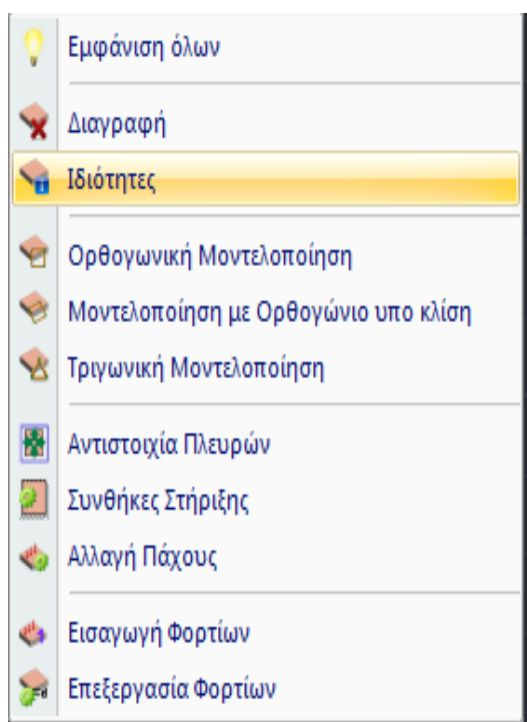 Εμφάνιση όλων
Διαγραφή
Ιδιότητες
Ορθογωνική Μοντελοποίηση
Μοντελοποίηση με Ορθογώνιο υπο κλίση
Τριγωνική Μοντελοποίηση
Αντιστοιχία Πλευρών
Συνθήκες Στήριξης
Αλλαγή Πάχους
Εισαγωγή Φορτίων
Επεξεργασία Φορτίων